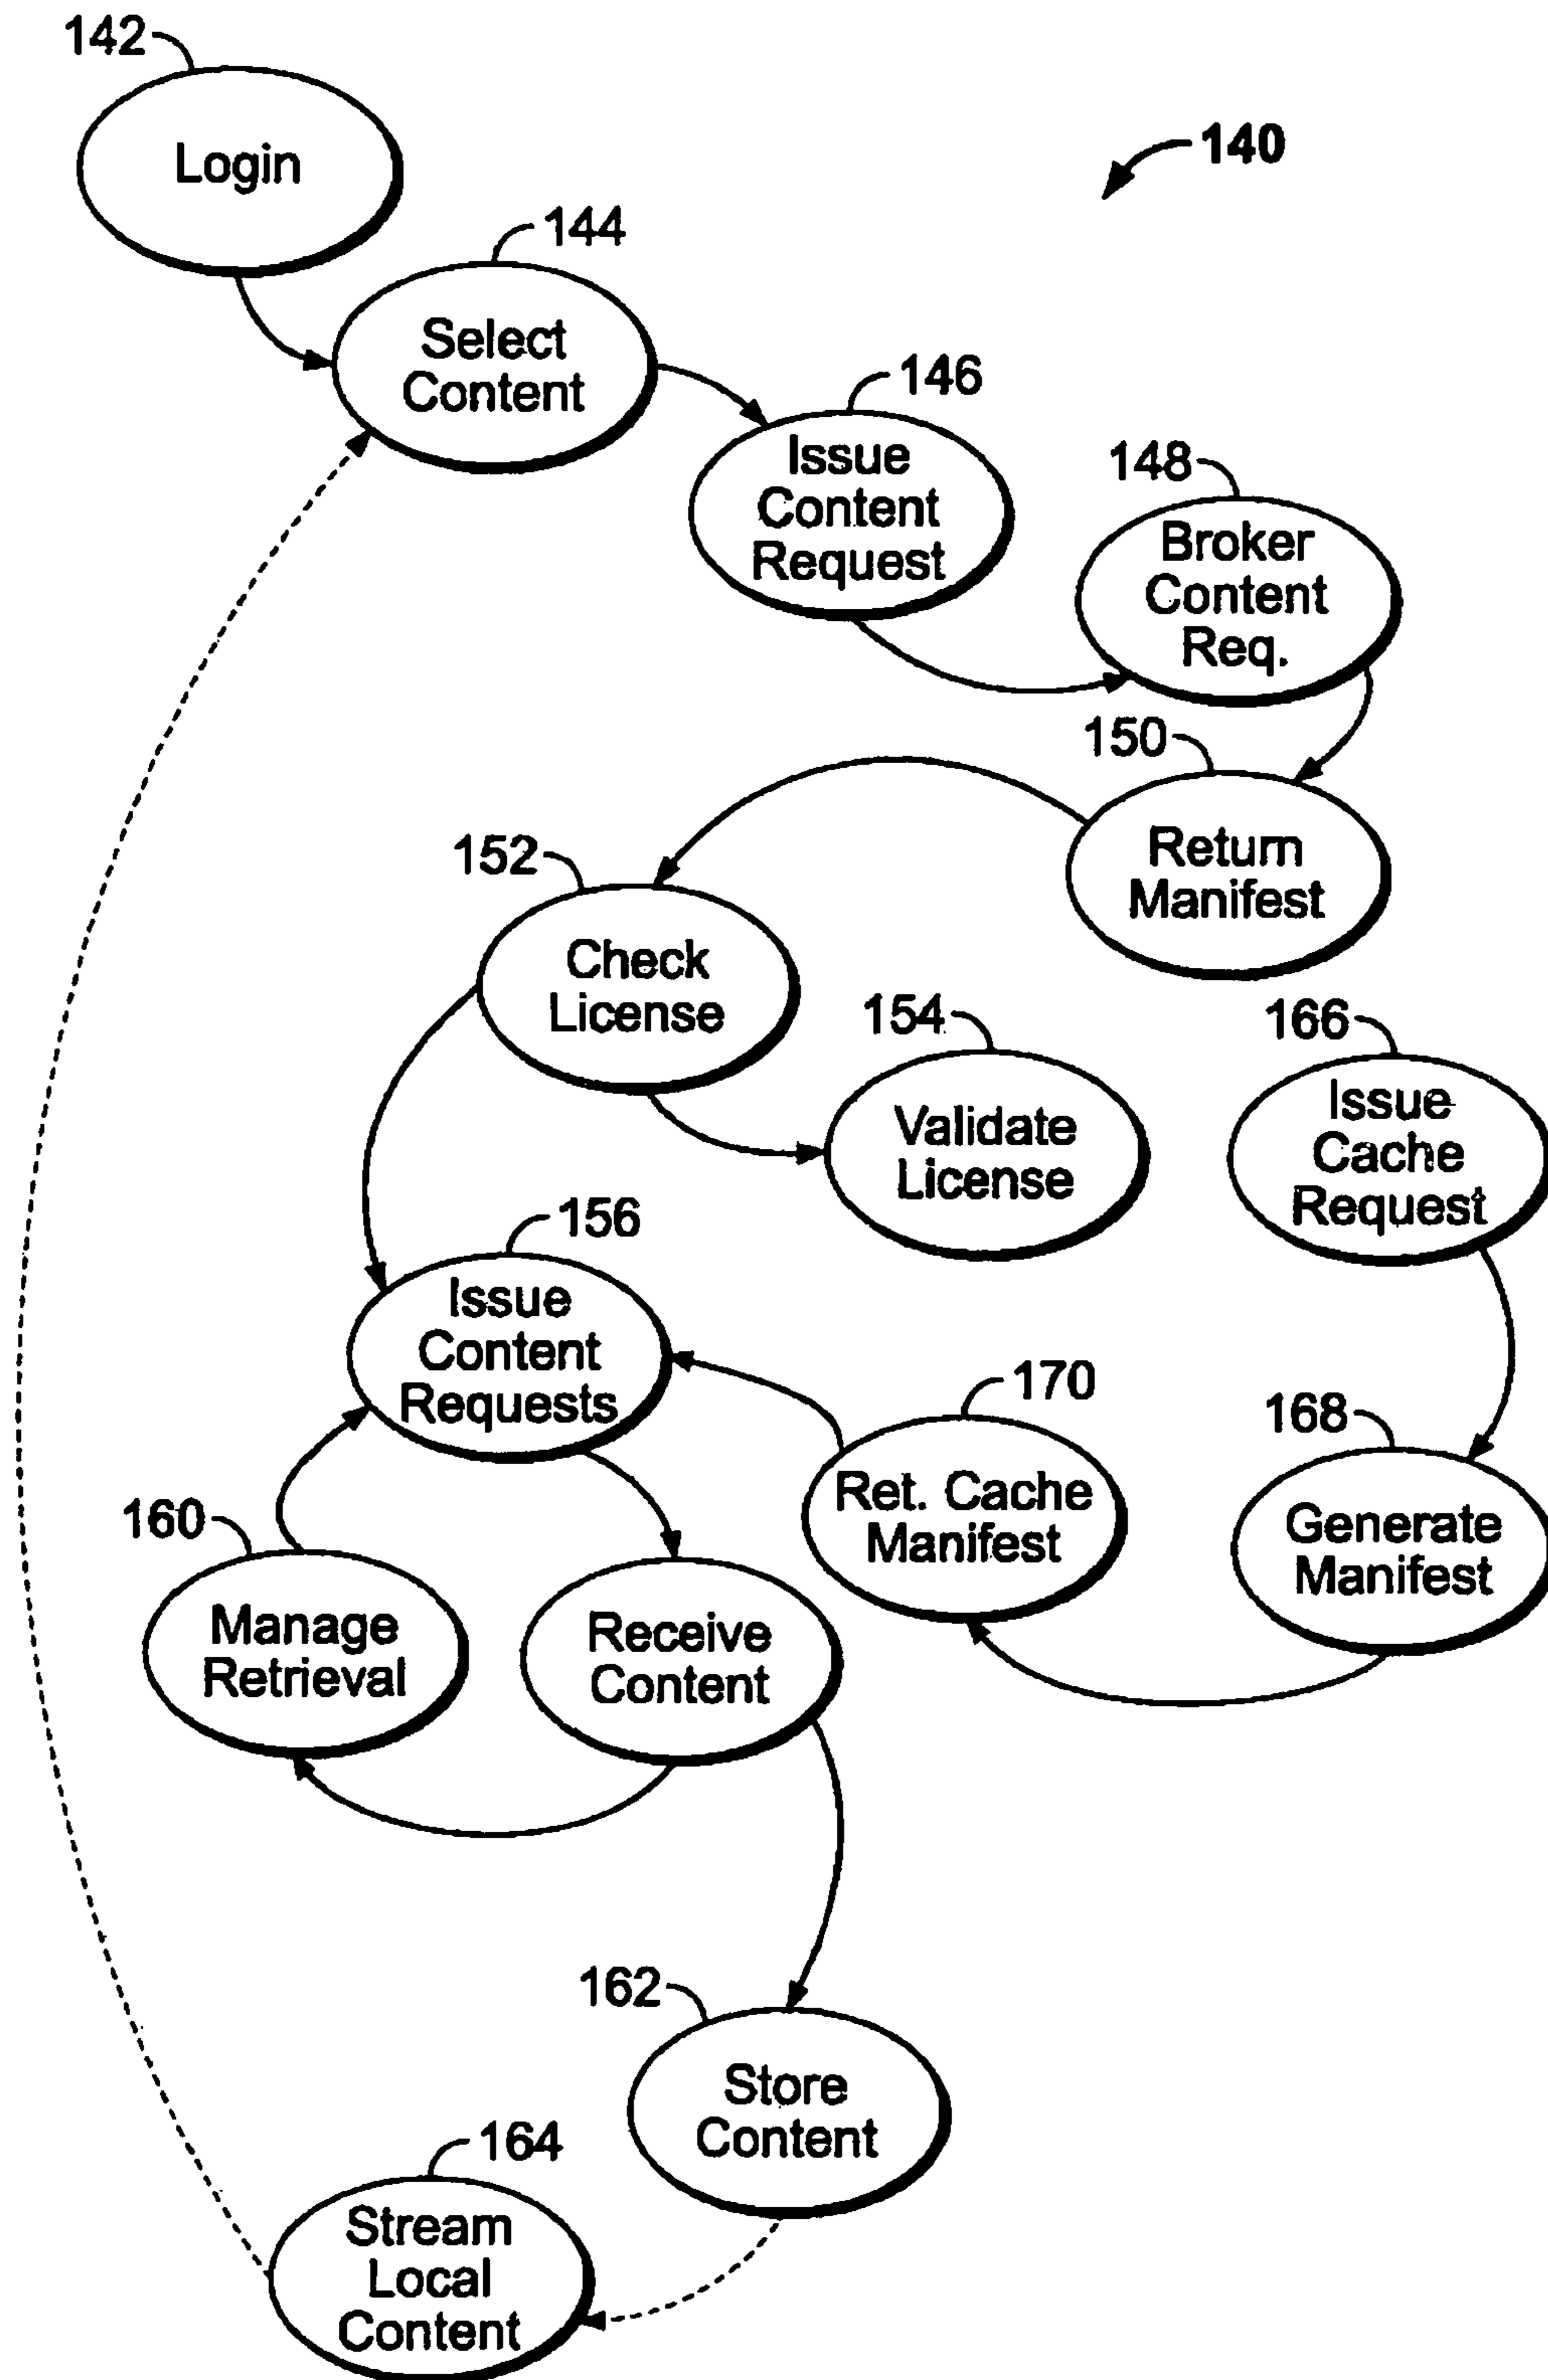 142
Login
140
144
Select
Content
146
Issue
Content
Request
148
Broker
Content
Req.
150
Return
Manifest
152
Check
License
154
Validate
License
166
Issue
Cache
Request
156
Issue
Content
Requests
170
Ret. Cache
Manifest
168
Generate
Manifest
160
Manage
Retrieval
Receive
Content
162
Store
Content
164
Stream
Local
Content